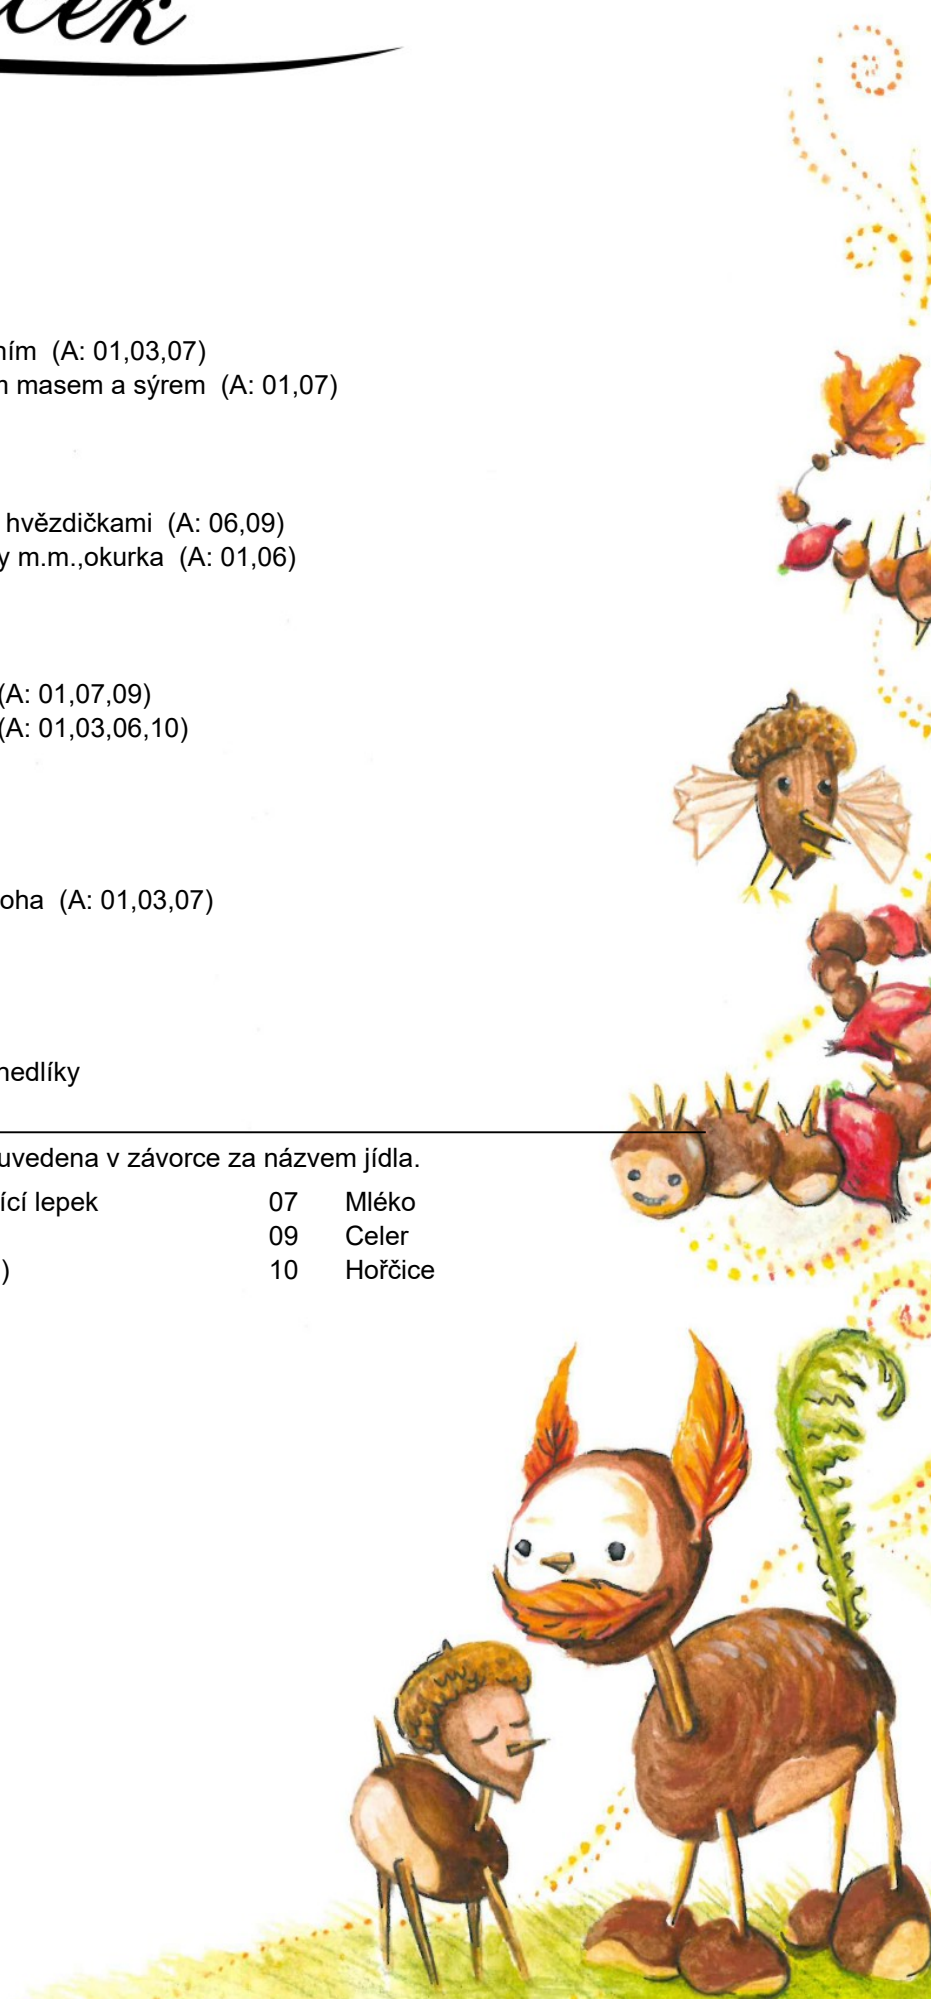 ček
ním (A: 01,03,07)
m masem a sýrem (A: 01,07)
hvězdičkami (A: 06,09)
y m.m.,okurka (A: 01,06)
(A: 01,07,09)
(A: 01,03,06,10)
oha (A: 01,03,07)
nedlíky
uvedena v závorce za názvem jídla.
ící lepek 07 Mléko
09 Celer
) 10 Hořčice